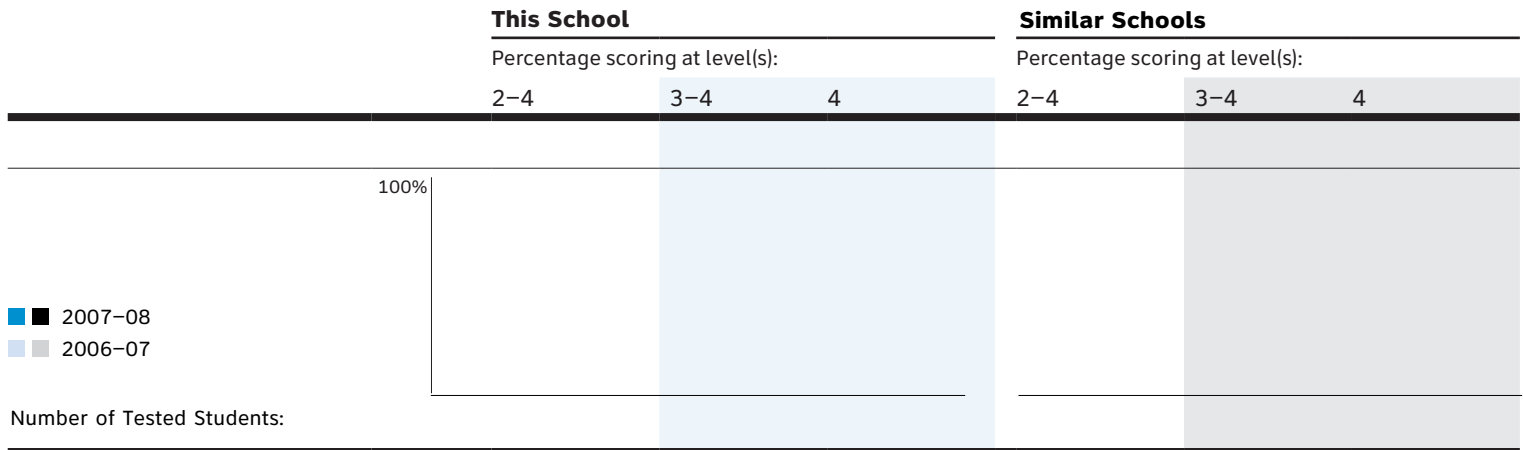 This School Similar Schools
Percentage scoring at level(s): Percentage scoring at level(s):
2–4 3–4 4 2–4 3–4 4
100%
2007–08
2006–07
Number of Tested Students: